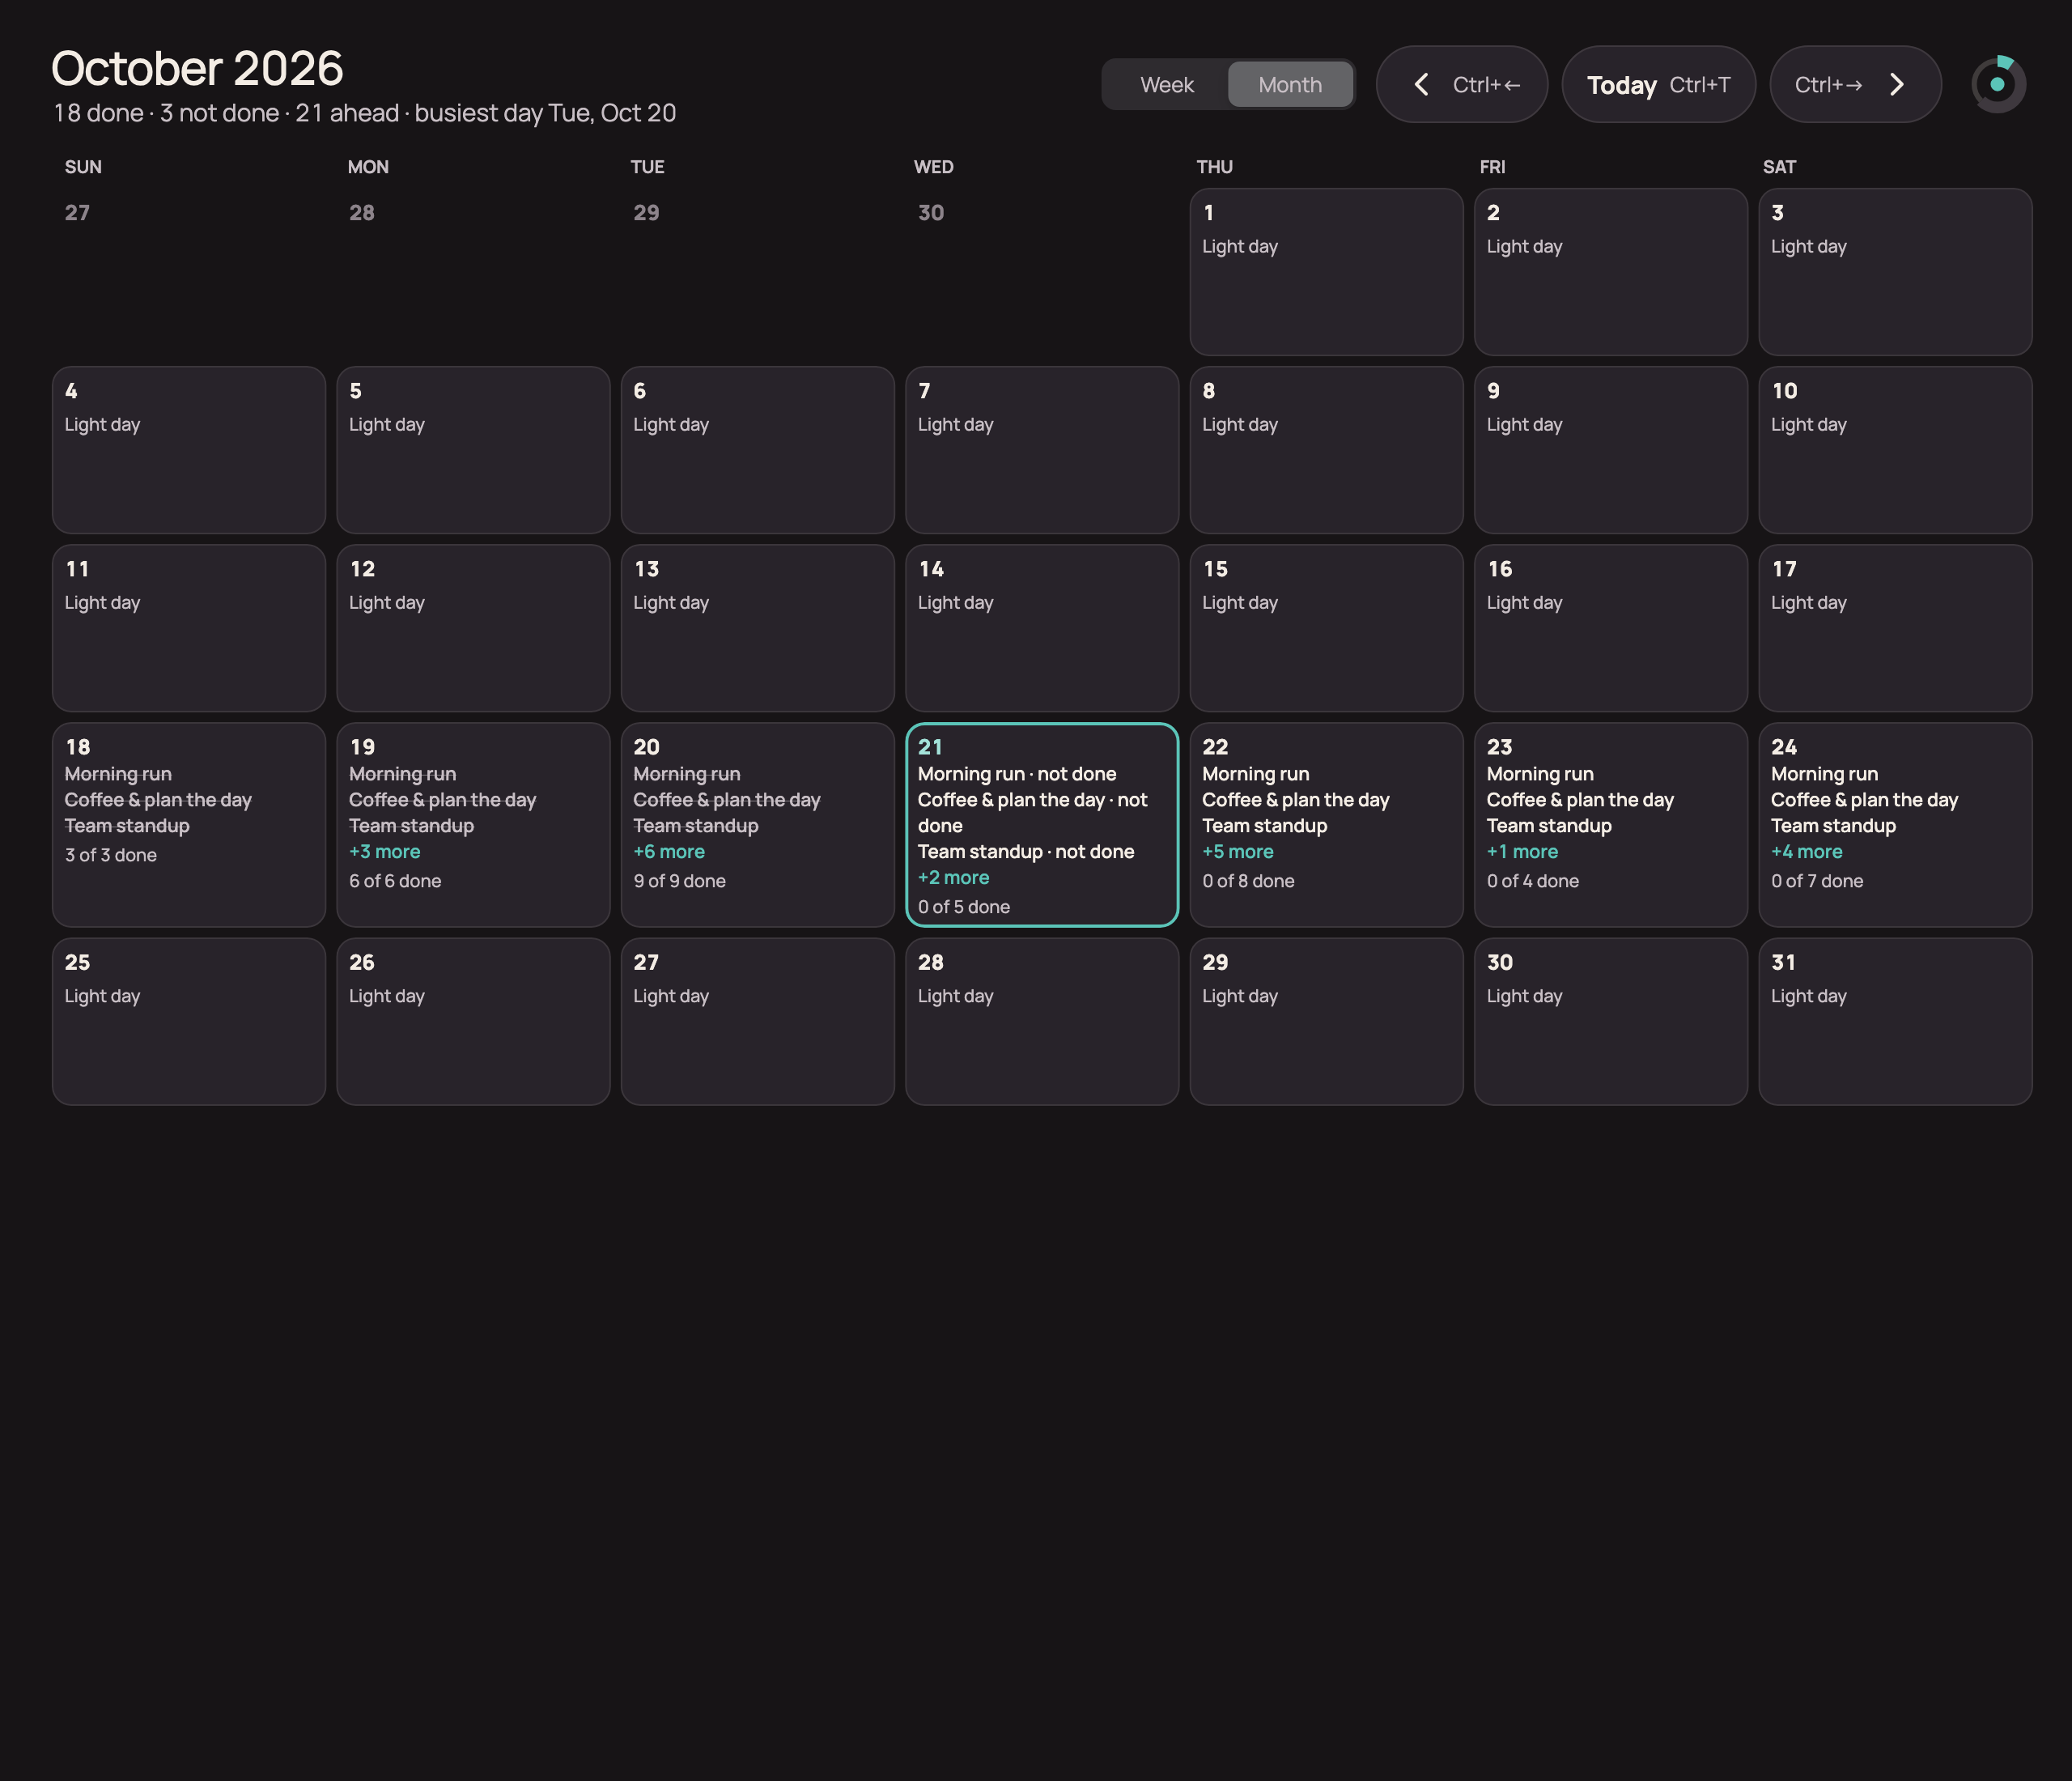 October 2026
18 done · 3 not done · 21 ahead · busiest day Tue, Oct 20
Week
Month
Ctrl+←
Today Ctrl+T
Ctrl+→
SUN MON TUE WED THU FRI SAT
27 28 29 30 1 2 3
Light day Light day Light day
4 5 6 7 8 9 10
Light day Light day Light day Light day Light day Light day Light day
11 12 13 14 15 16 17
Light day Light day Light day Light day Light day Light day Light day
18
Morning run
Coffee & plan the day
Team standup
3 of 3 done
19
Morning run
Coffee & plan the day
Team standup
+3 more
6 of 6 done
20
Morning run
Coffee & plan the day
Team standup
+6 more
9 of 9 done
21
Morning run · not done
Coffee & plan the day · not
done
Team standup · not done
+2 more
0 of 5 done
22
Morning run
Coffee & plan the day
Team standup
+5 more
0 of 8 done
23
Morning run
Coffee & plan the day
Team standup
+1 more
0 of 4 done
24
Morning run
Coffee & plan the day
Team standup
+4 more
0 of 7 done
25 26 27 28 29 30 31
Light day Light day Light day Light day Light day Light day Light day